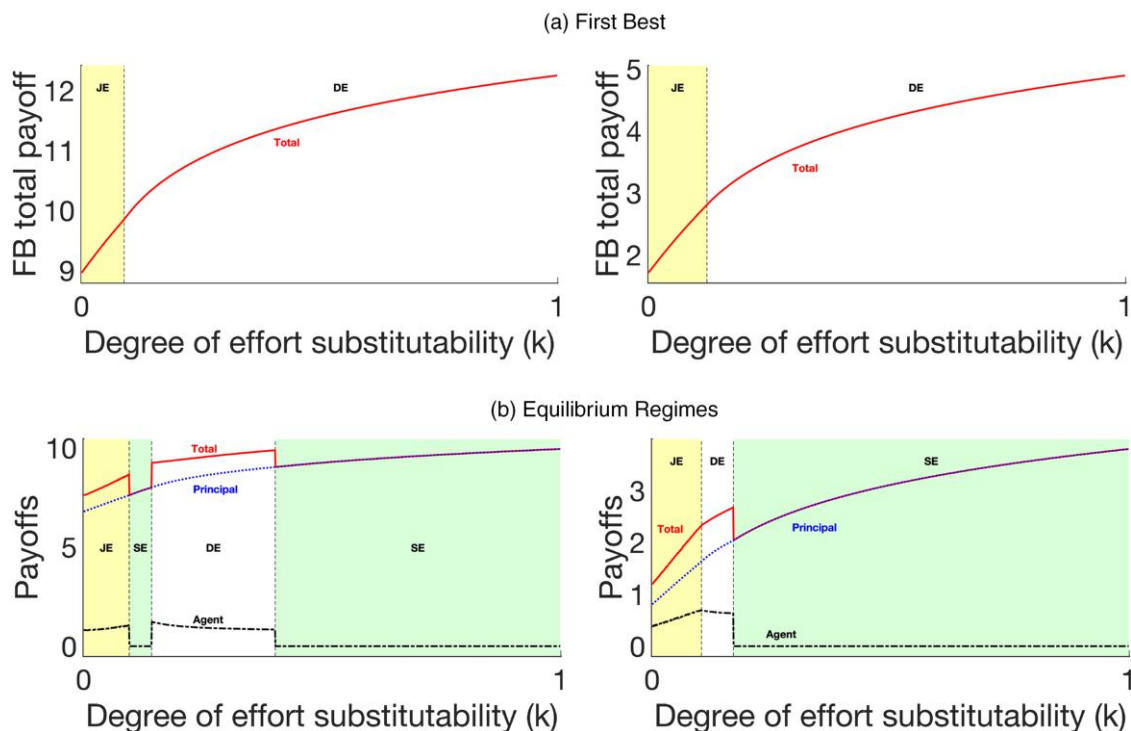 (a) First Best
FB total payoff
12
11
10
9
JE
DE
Total
0
1
Degree of effort substitutability (k)
FB total payoff
5
4
3
2
JE
DE
Total
0
1
Degree of effort substitutability (k)
(b) Equilibrium Regimes
Payoffs
10
5
0
Total
Principal
JE
SE
DE
SE
Agent
0
1
Degree of effort substitutability (k)
Payoffs
3
2
1
0
JE
DE
SE
Total
Principal
Agent
0
1
Degree of effort substitutability (k)